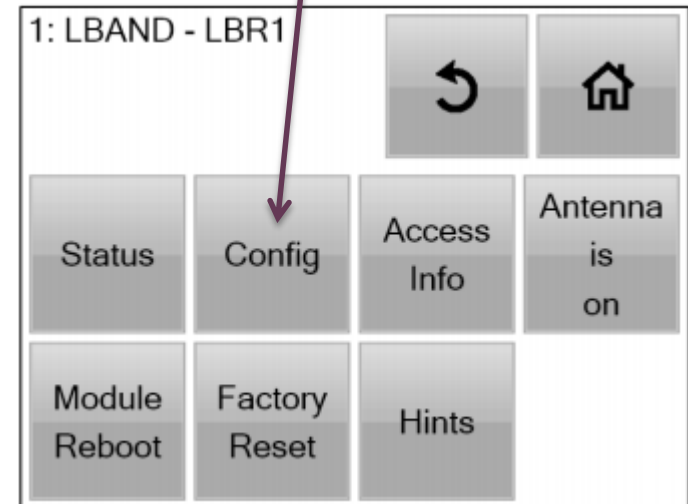 1: LBAND - LBR1
Status
Config
Access
Info
Antenna
is
on
Module
Reboot
Factory
Reset
Hints